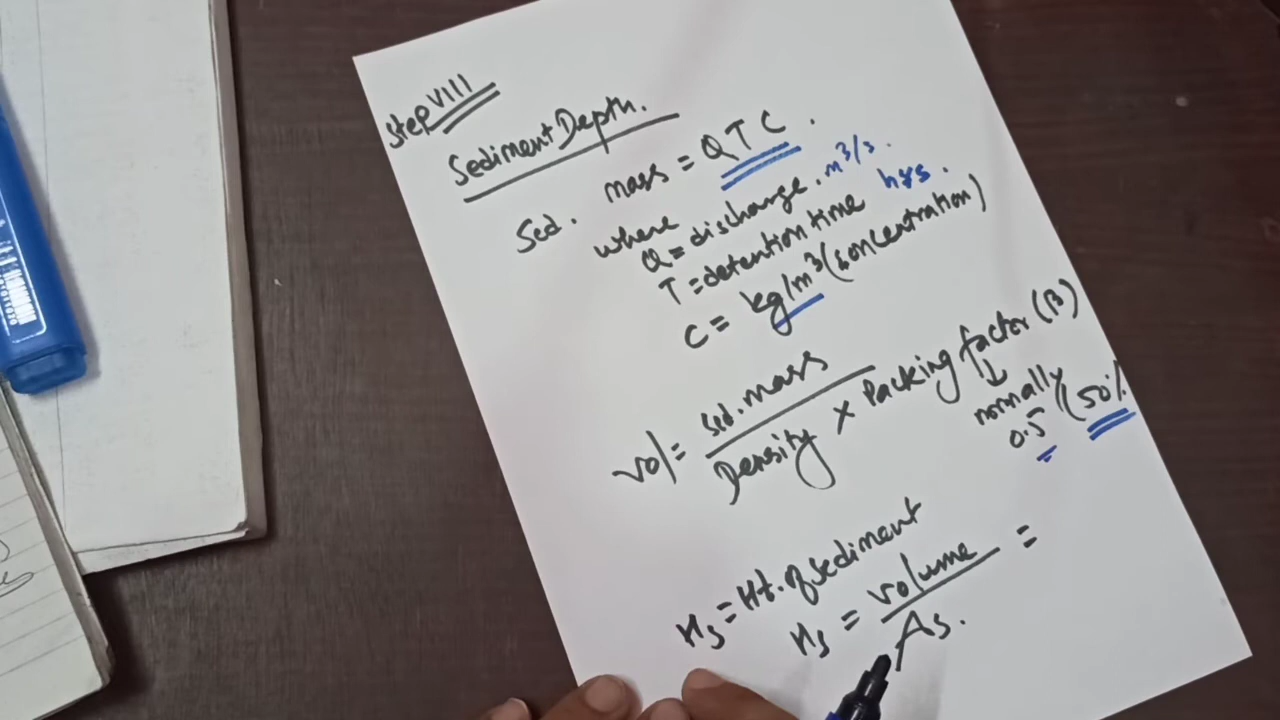 Step VIII
Sediment Depth.
Sed. mass = Q T C.
where
Q = discharge. m³/s.
T = detention time hrs.
C = kg/m³ (concentration)
vol = Sed. mass / Density × Packing factor (β)
normally
0.5 (50%
Hs = Ht. of sediment
Hs = volume / As. =